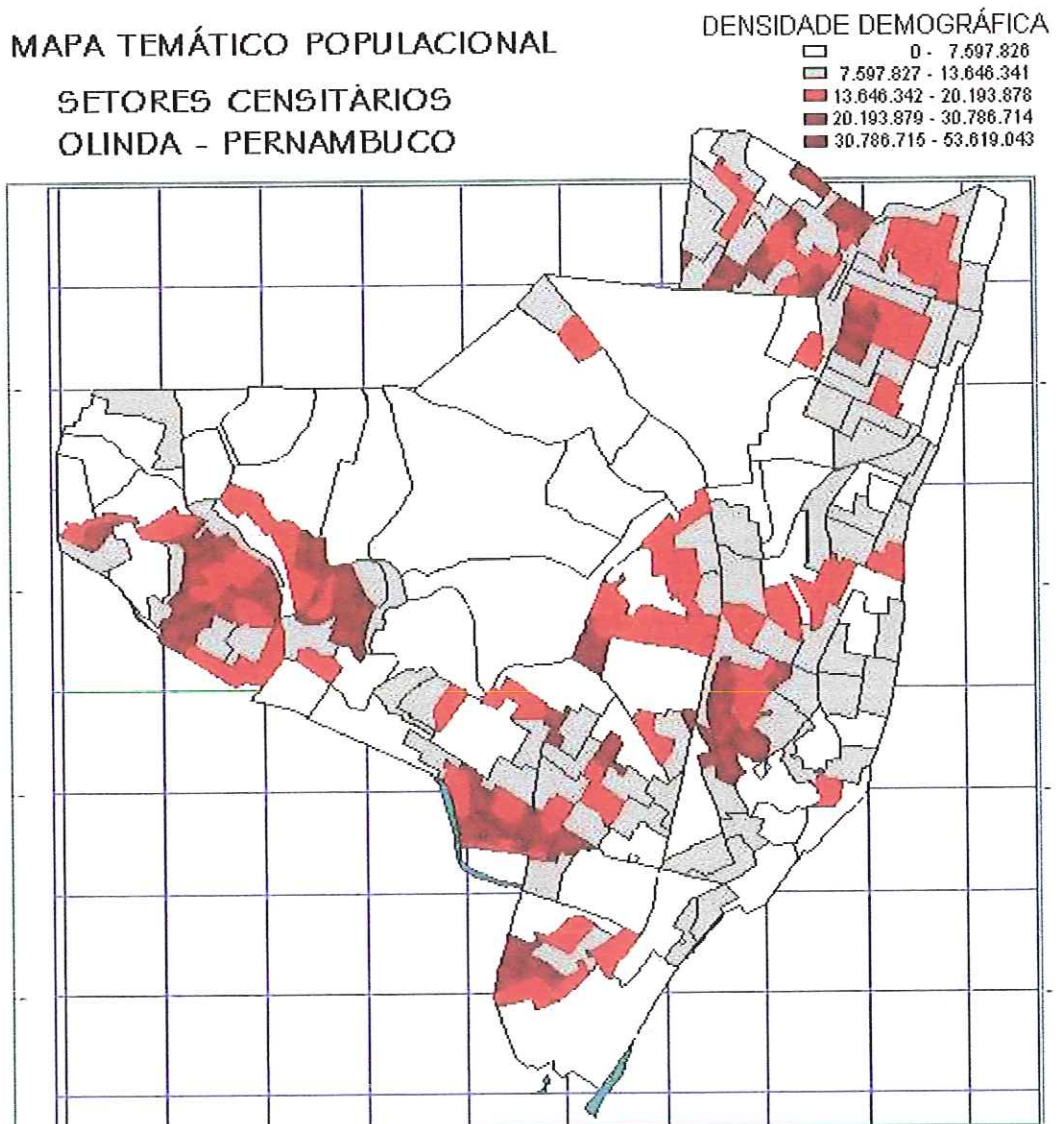 MAPA TEMÁTICO POPULACIONAL
SETORES CENSITÀRIOS
OLINDA - PERNAMBUCO
DENSIDADE DEMOGRÁFICA
0 - 7.597.826
7.597.827 - 13.646.341
13.646.342 - 20.193.878
20.193.879 - 30.786.714
30.786.715 - 53.619.043